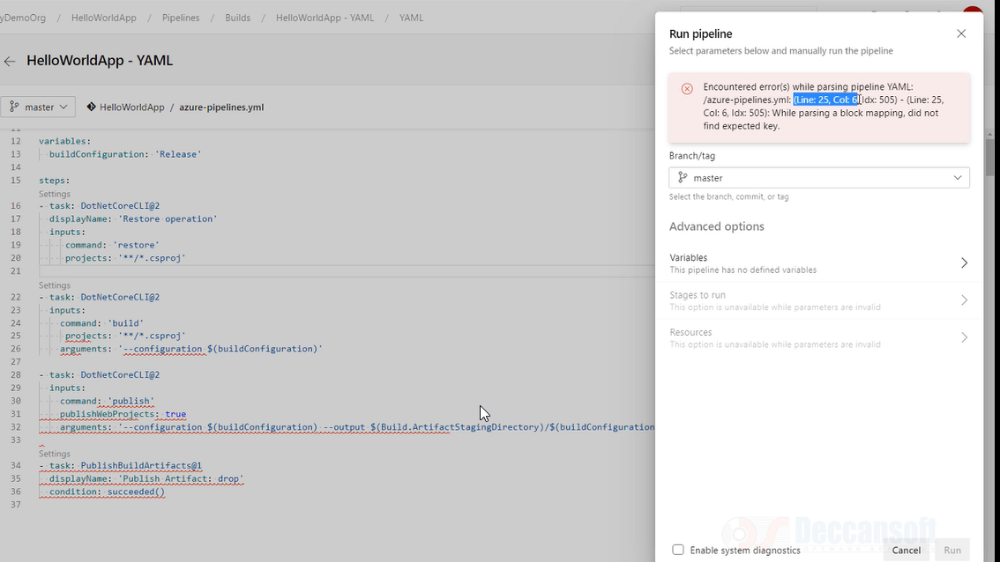 yDemoOrg / HelloWorldApp / Pipelines / Builds / HelloWorldApp - YAML / YAML
HelloWorldApp - YAML
master
HelloWorldApp / azure-pipelines.yml
11
12 variables:
13 buildConfiguration: 'Release'
14
15 steps:
Settings
16 - task: DotNetCoreCLI@2
17 displayName: 'Restore operation'
18 inputs:
19 command: 'restore'
20 projects: '**/*.csproj'
21
Settings
22 - task: DotNetCoreCLI@2
23 inputs:
24 command: 'build'
25 projects: '**/*.csproj'
26 arguments: '--configuration $(buildConfiguration)'
27
28 - task: DotNetCoreCLI@2
29 inputs:
30 command: 'publish'
31 publishWebProjects: true
32 arguments: '--configuration $(buildConfiguration) --output $(Build.ArtifactStagingDirectory)/$(buildConfiguration
33
Settings
34 - task: PublishBuildArtifacts@1
35 displayName: 'Publish Artifact: drop'
36 condition: succeeded()
37
Run pipeline
Select parameters below and manually run the pipeline
Encountered error(s) while parsing pipeline YAML:
/azure-pipelines.yml: (Line: 25, Col: 6, Idx: 505) - (Line: 25,
Col: 6, Idx: 505): While parsing a block mapping, did not
find expected key.
Branch/tag
master
Select the branch, commit, or tag
Advanced options
Variables
This pipeline has no defined variables
Stages to run
This option is unavailable while parameters are invalid
Resources
This option is unavailable while parameters are invalid
Deccansoft
Enable system diagnostics
Cancel
Run